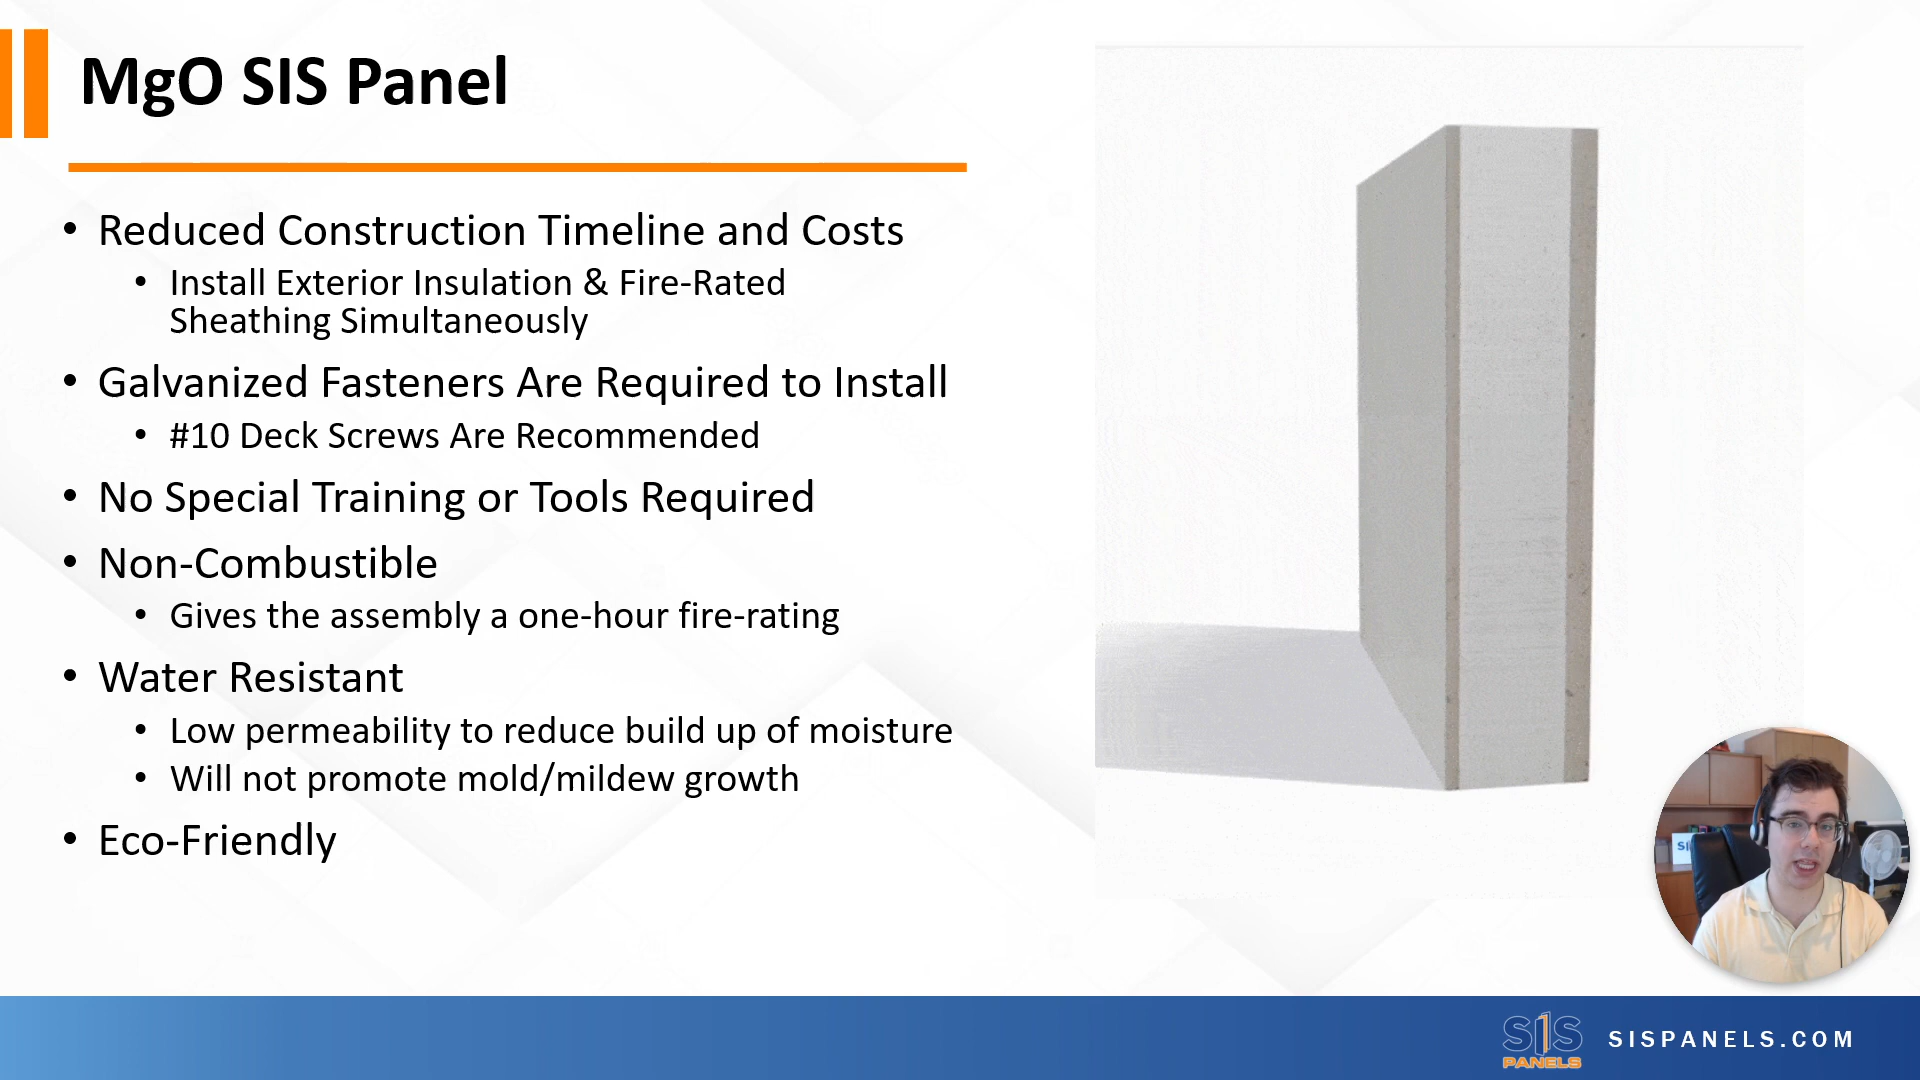 MgO SIS Panel
• Reduced Construction Timeline and Costs
• Install Exterior Insulation & Fire-Rated
Sheathing Simultaneously
• Galvanized Fasteners Are Required to Install
• #10 Deck Screws Are Recommended
• No Special Training or Tools Required
• Non-Combustible
• Gives the assembly a one-hour fire-rating
• Water Resistant
• Low permeability to reduce build up of moisture
• Will not promote mold/mildew growth
• Eco-Friendly
SIS
PANELS
SISPANELS.COM